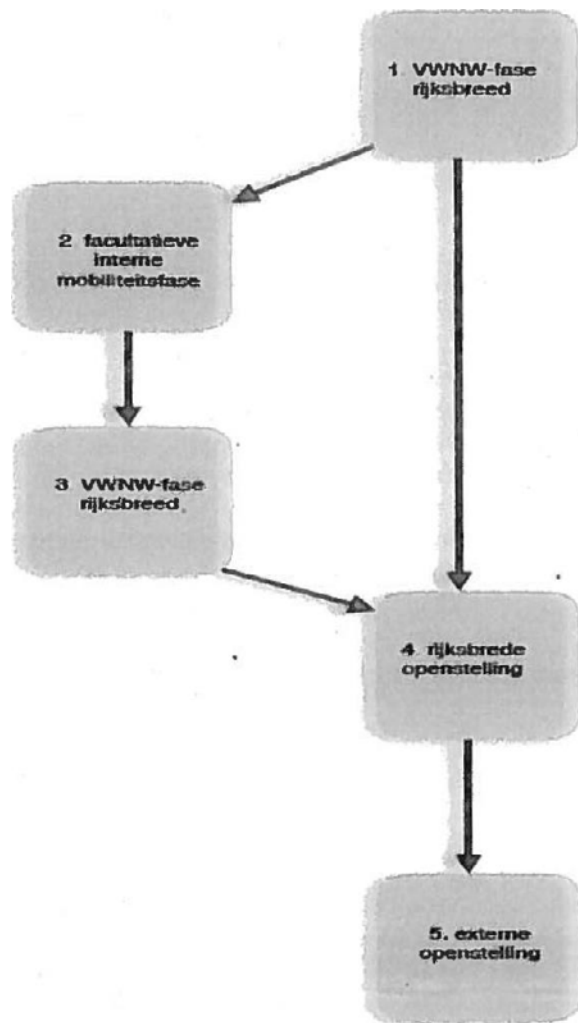 1. VWNW-fase
rijksbreed
2. facultatieve
interne
mobiliteitsfase
3. VWNW-fase
rijksbreed
4. rijksbrede
openstelling
5. externe
openstelling